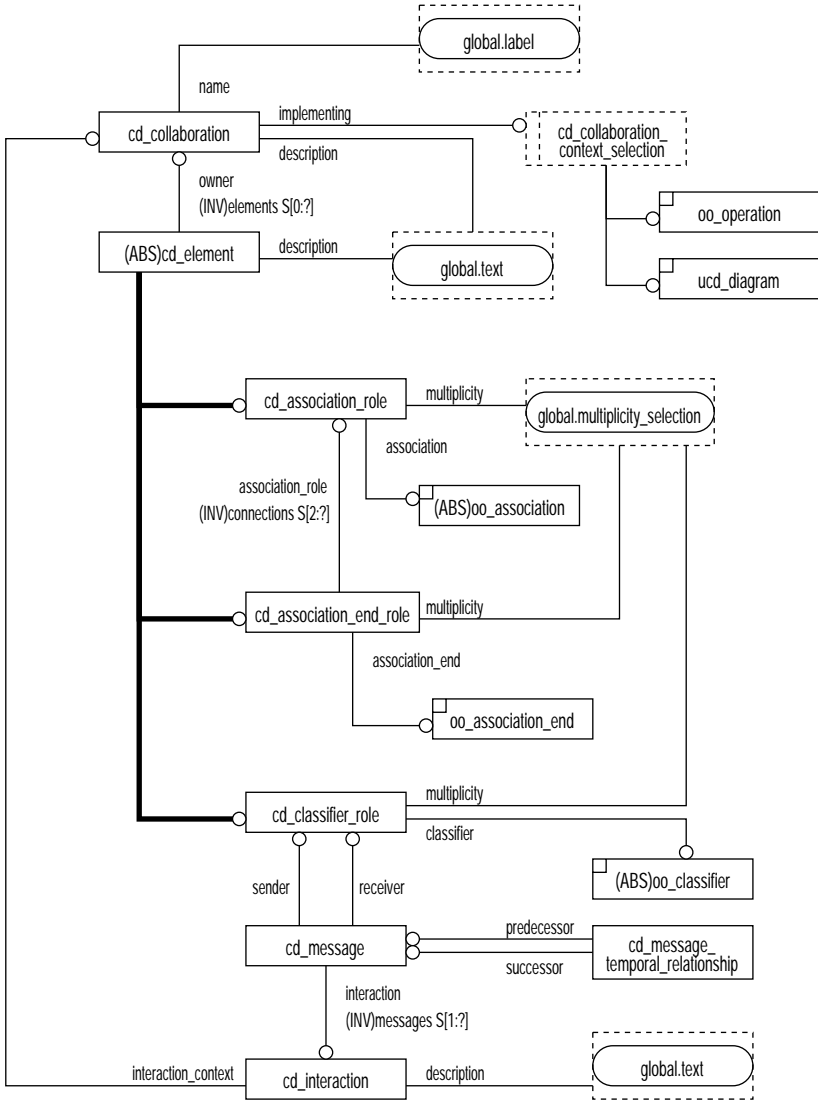 global.label
name
cd_collaboration
implementing
cd_collaboration_
context_selection
description
owner
(INV)elements S[0:?]
oo_operation
(ABS)cd_element
description
global.text
ucd_diagram
cd_association_role
multiplicity
global.multiplicity_selection
association
association_role
(INV)connections S[2:?]
(ABS)oo_association
cd_association_end_role
multiplicity
association_end
oo_association_end
cd_classifier_role
multiplicity
classifier
(ABS)oo_classifier
sender
receiver
cd_message
predecessor
successor
cd_message_
temporal_relationship
interaction
(INV)messages S[1:?]
interaction_context
cd_interaction
description
global.text